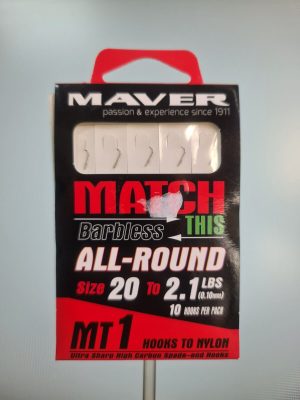 MAVER
passion & experience since 1911
MATCH
THIS
Barbless
ALL-ROUND
Size 20 To 2.1 LBS
(0.10mm)
10 HOOKS PER PACK
MT1 HOOKS TO NYLON
Ultra Sharp High Carbon Spade-end Hooks